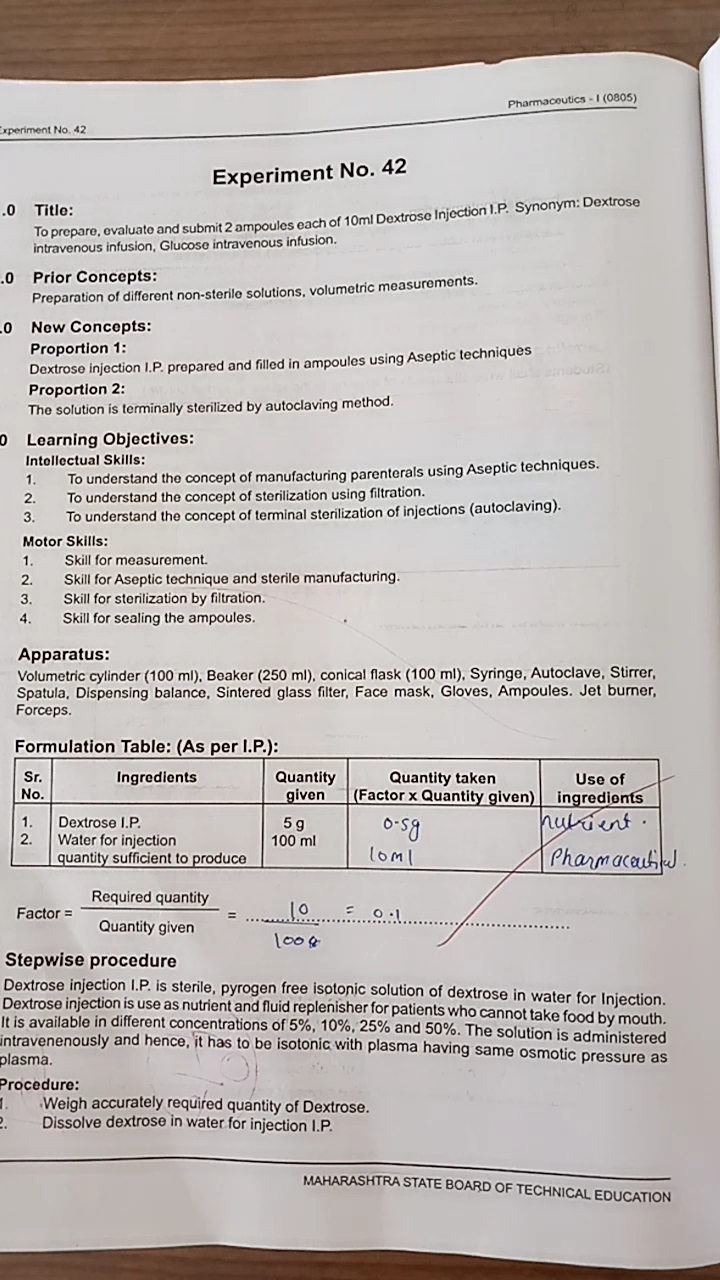 Pharmaceutics - I (0805)
Experiment No. 42
Experiment No. 42
.0 Title:
To prepare, evaluate and submit 2 ampoules each of 10ml Dextrose Injection I.P. Synonym: Dextrose
intravenous infusion, Glucose intravenous infusion.
.0 Prior Concepts:
Preparation of different non-sterile solutions, volumetric measurements.
.0 New Concepts:
Proportion 1:
Dextrose injection I.P. prepared and filled in ampoules using Aseptic techniques
Proportion 2:
The solution is terminally sterilized by autoclaving method.
0 Learning Objectives:
Intellectual Skills:
1. To understand the concept of manufacturing parenterals using Aseptic techniques.
2. To understand the concept of sterilization using filtration.
3. To understand the concept of terminal sterilization of injections (autoclaving).
Motor Skills:
1. Skill for measurement.
2. Skill for Aseptic technique and sterile manufacturing.
3. Skill for sterilization by filtration.
4. Skill for sealing the ampoules.
Apparatus:
Volumetric cylinder (100 ml), Beaker (250 ml), conical flask (100 ml), Syringe, Autoclave, Stirrer,
Spatula, Dispensing balance, Sintered glass filter, Face mask, Gloves, Ampoules. Jet burner,
Forceps.
Formulation Table: (As per I.P.):
Sr. No. Ingredients Quantity given Quantity taken (Factor x Quantity given) Use of ingredients
1. Dextrose I.P. 5 g 0.5g nutrient.
2. Water for injection quantity sufficient to produce 100 ml 10ml Pharmaceutical.
Factor = Required quantity / Quantity given = 10 / 100 = 0.1
Stepwise procedure
Dextrose injection I.P. is sterile, pyrogen free isotonic solution of dextrose in water for Injection.
Dextrose injection is use as nutrient and fluid replenisher for patients who cannot take food by mouth.
It is available in different concentrations of 5%, 10%, 25% and 50%. The solution is administered
intravenenously and hence, it has to be isotonic with plasma having same osmotic pressure as
plasma.
Procedure:
1. Weigh accurately required quantity of Dextrose.
2. Dissolve dextrose in water for injection I.P.
MAHARASHTRA STATE BOARD OF TECHNICAL EDUCATION